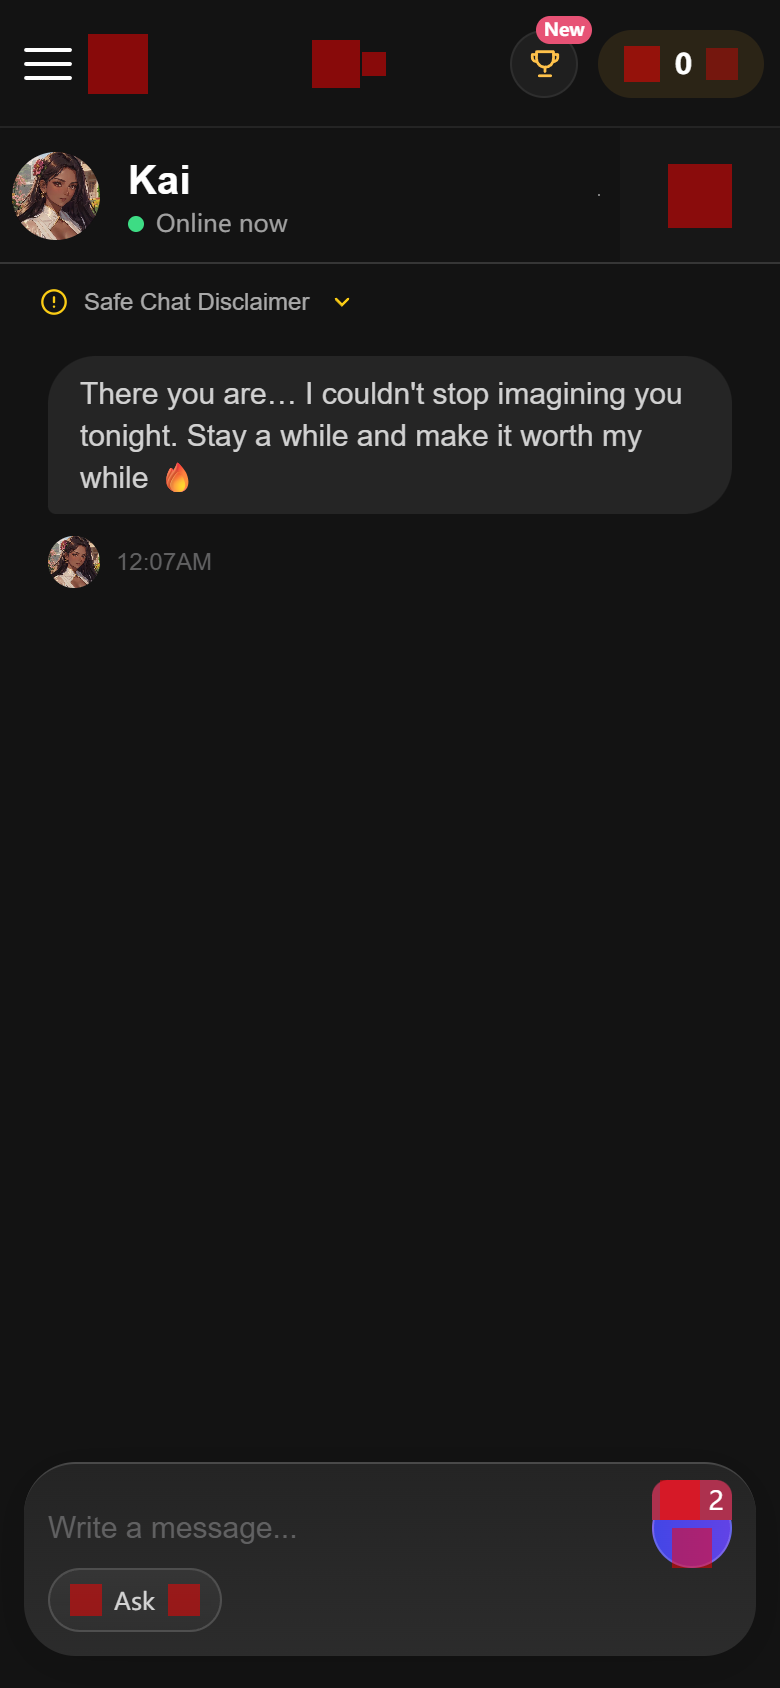 New
0
Kai
Online now
Safe Chat Disclaimer
There you are… I couldn't stop imagining you
tonight. Stay a while and make it worth my
while 🔥
12:07AM
Write a message...
2
Ask